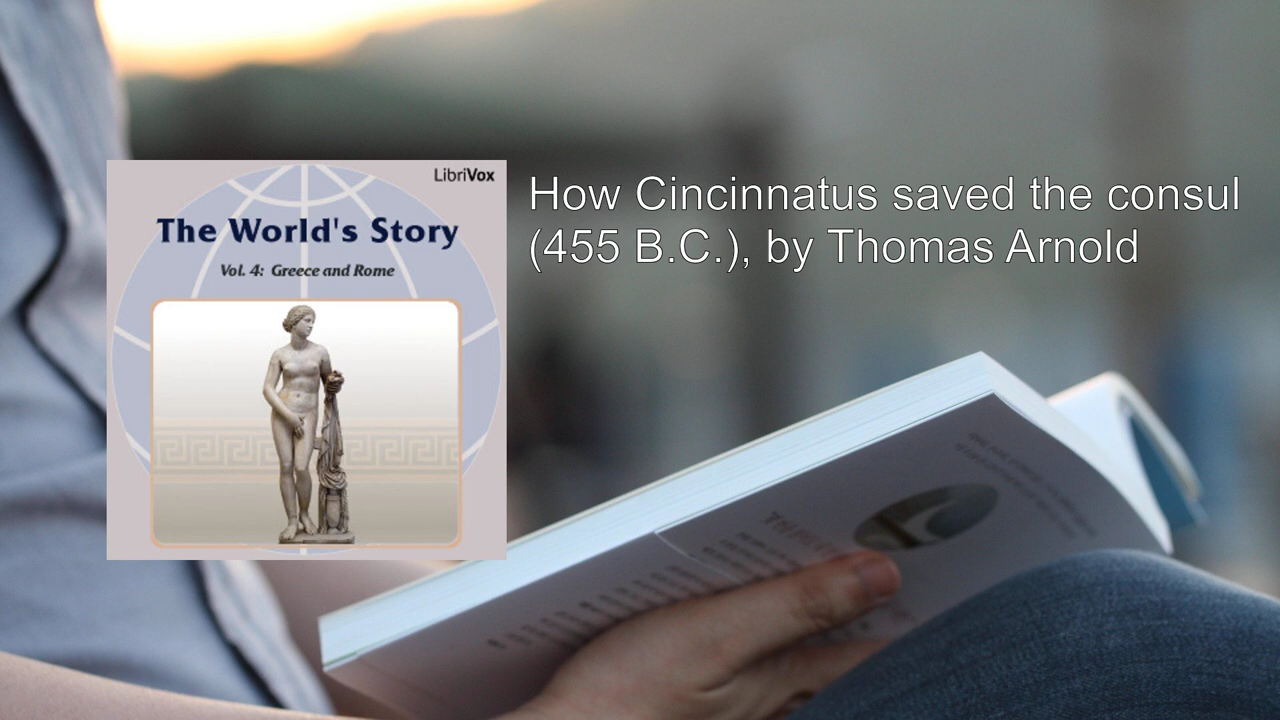 LibriVox
The World's Story
Vol. 4: Greece and Rome
How Cincinnatus saved the consul
(455 B.C.), by Thomas Arnold